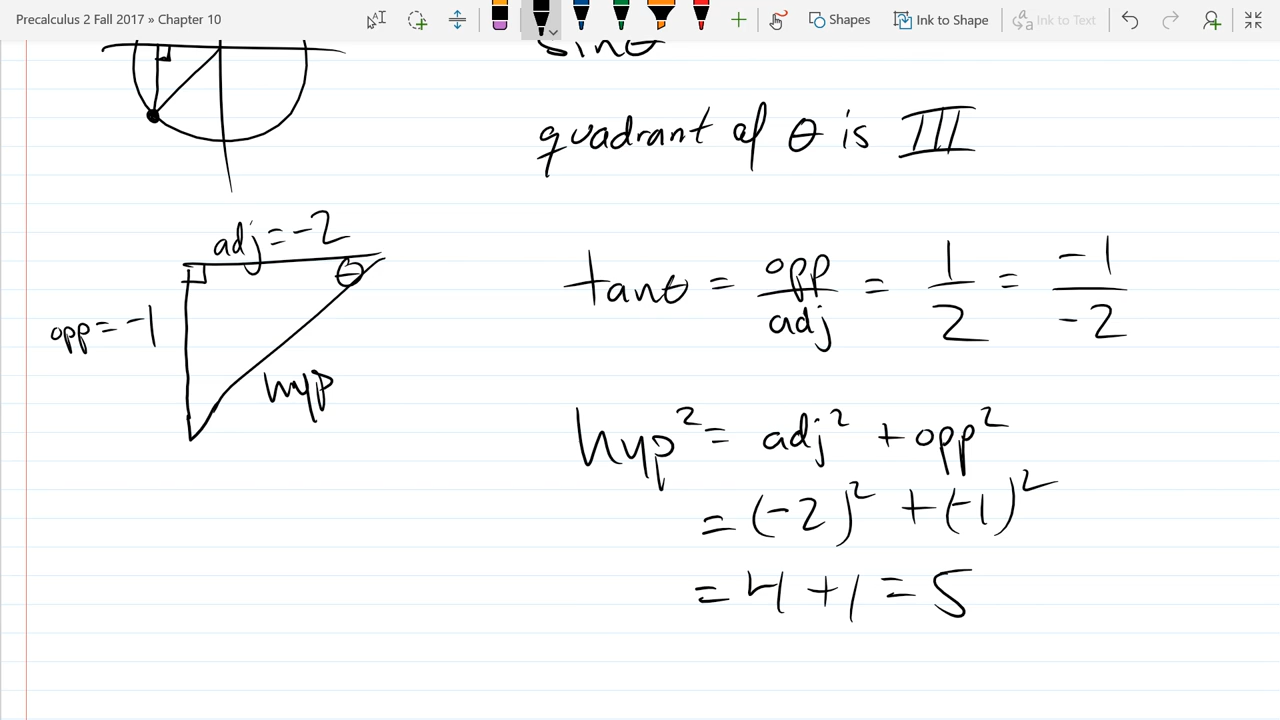 Precalculus 2 Fall 2017 » Chapter 10
Shapes
Ink to Shape
Ink to Text
sinθ
quadrant of θ is III
adj = -2
θ
opp = -1
hyp
tanθ = opp/adj = 1/2 = -1/-2
hyp² = adj² + opp²
= (-2)² + (-1)²
= 4 + 1 = 5